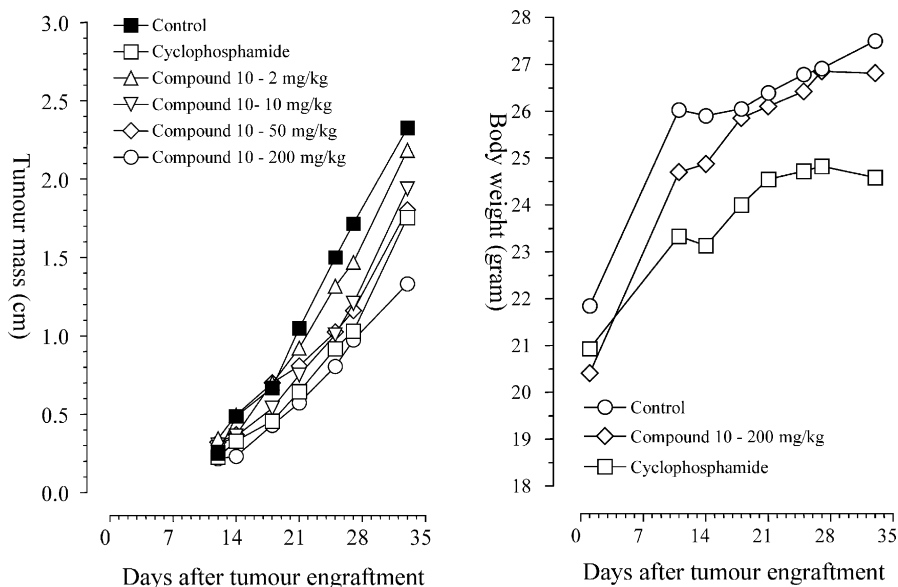 3.0
2.5
2.0
1.5
1.0
0.5
0.0
Tumour mass (cm)
Control
Cyclophosphamide
Compound 10 - 2 mg/kg
Compound 10- 10 mg/kg
Compound 10 - 50 mg/kg
Compound 10 - 200 mg/kg
0 7 14 21 28 35
Days after tumour engraftment
28
27
26
25
24
23
22
21
20
19
18
Body weight (gram)
Control
Compound 10 - 200 mg/kg
Cyclophosphamide
0 7 14 21 28 35
Days after tumour engraftment